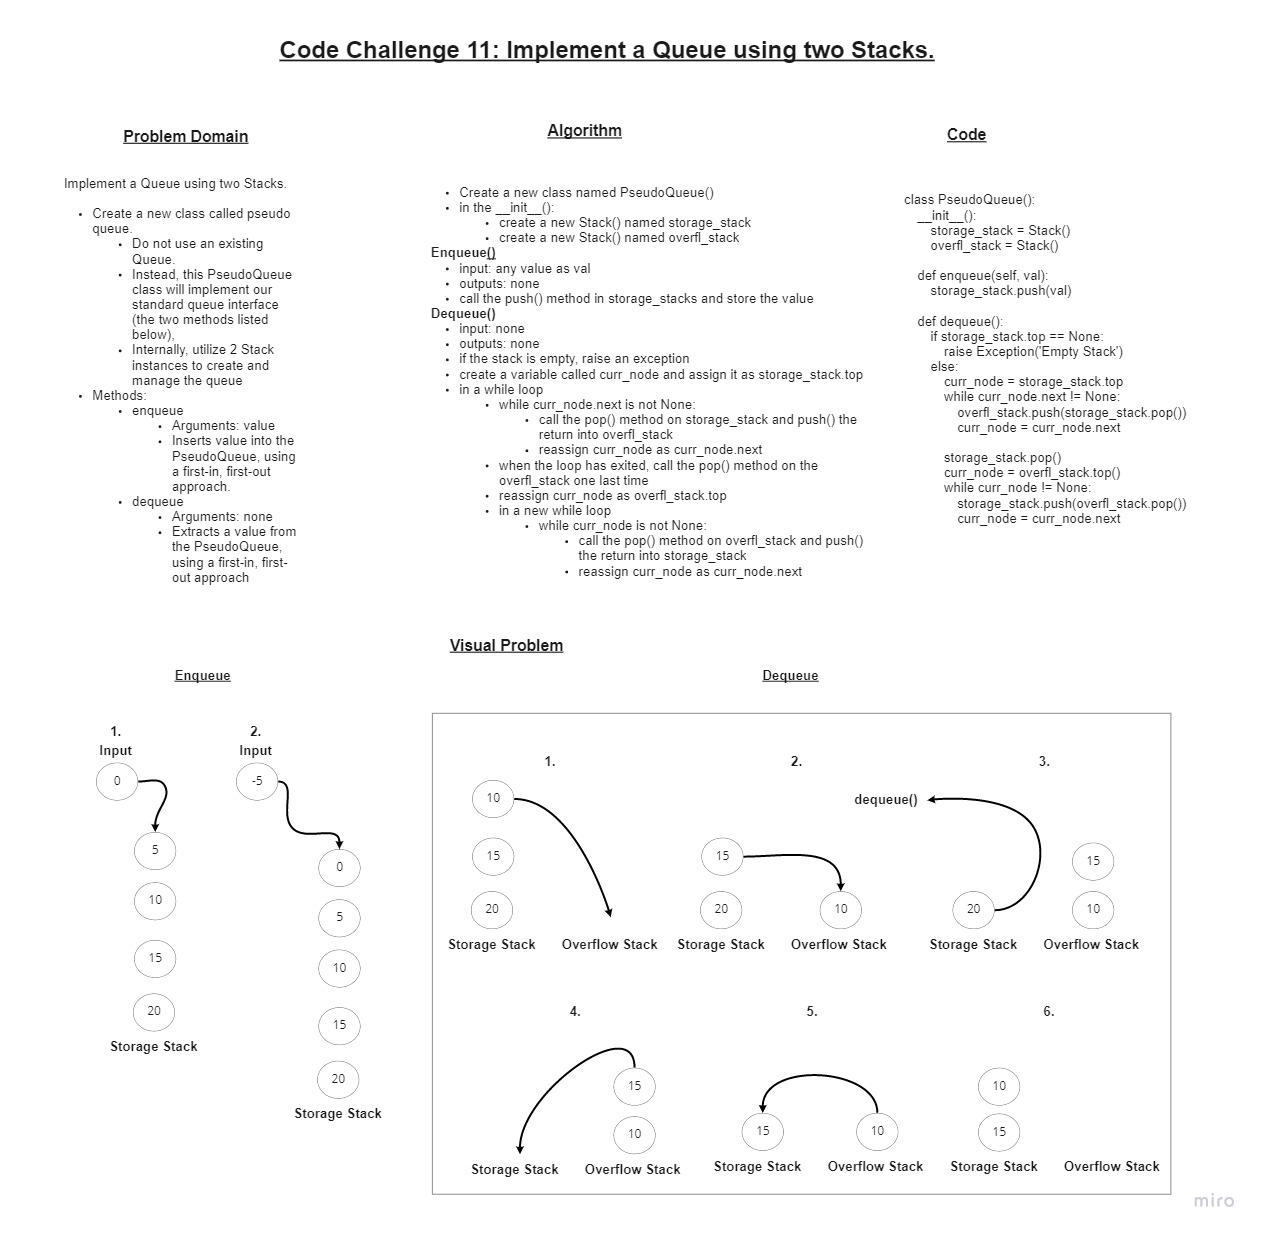 Code Challenge 11: Implement a Queue using two Stacks.
Problem Domain
Implement a Queue using two Stacks.
• Create a new class called pseudo
queue.
• Do not use an existing
Queue.
• Instead, this PseudoQueue
class will implement our
standard queue interface
(the two methods listed
below),
• Internally, utilize 2 Stack
instances to create and
manage the queue
• Methods:
• enqueue
• Arguments: value
• Inserts value into the
PseudoQueue, using
a first-in, first-out
approach.
• dequeue
• Arguments: none
• Extracts a value from
the PseudoQueue,
using a first-in, first-
out approach
Algorithm
• Create a new class named PseudoQueue()
• in the __init__():
• create a new Stack() named storage_stack
• create a new Stack() named overfl_stack
Enqueue()
• input: any value as val
• outputs: none
• call the push() method in storage_stacks and store the value
Dequeue()
• input: none
• outputs: none
• if the stack is empty, raise an exception
• create a variable called curr_node and assign it as storage_stack.top
• in a while loop
• while curr_node.next is not None:
• call the pop() method on storage_stack and push() the
return into overfl_stack
• reassign curr_node as curr_node.next
• when the loop has exited, call the pop() method on the
overfl_stack one last time
• reassign curr_node as overfl_stack.top
• in a new while loop
• while curr_node is not None:
• call the pop() method on overfl_stack and push()
the return into storage_stack
• reassign curr_node as curr_node.next
Code
class PseudoQueue():
__init__():
storage_stack = Stack()
overfl_stack = Stack()
def enqueue(self, val):
storage_stack.push(val)
def dequeue():
if storage_stack.top == None:
raise Exception('Empty Stack')
else:
curr_node = storage_stack.top
while curr_node.next != None:
overfl_stack.push(storage_stack.pop())
curr_node = curr_node.next
storage_stack.pop()
curr_node = overfl_stack.top()
while curr_node != None:
storage_stack.push(overfl_stack.pop())
curr_node = curr_node.next
Visual Problem
Enqueue
1.
Input
0
5
10
15
20
Storage Stack
2.
Input
-5
0
5
10
15
20
Storage Stack
Dequeue
1.
10
15
20
Storage Stack
Overflow Stack
2.
15
20
10
Storage Stack
Overflow Stack
3.
dequeue()
15
20
10
Storage Stack
Overflow Stack
4.
15
10
Storage Stack
Overflow Stack
5.
15
10
Storage Stack
Overflow Stack
6.
10
15
Storage Stack
Overflow Stack
miro